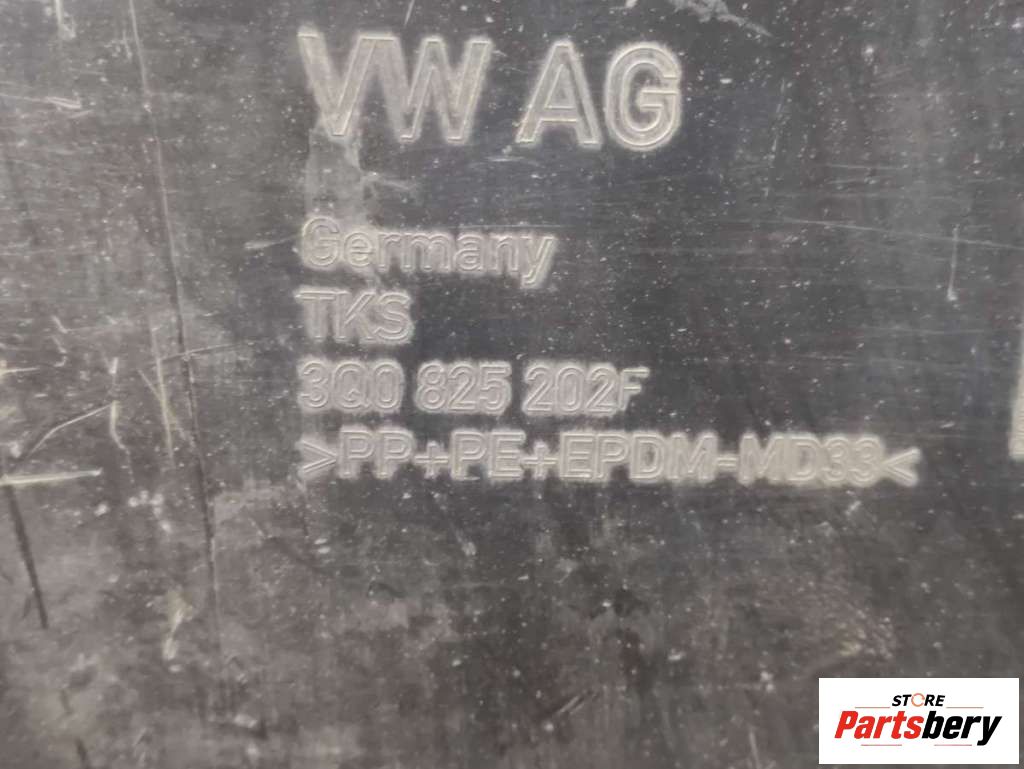 VW AG
Germany
TKS
3Q0 825 202F
>PP+PE+EPDM-MD33<
STORE
Partsbery